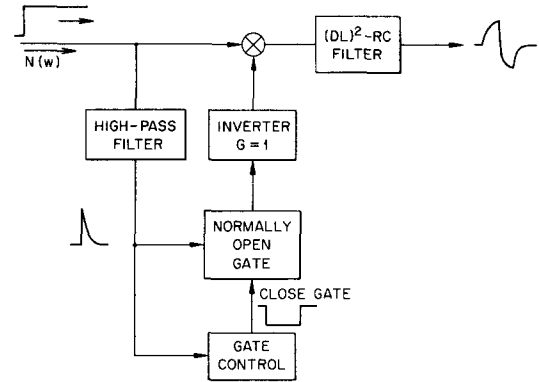 N(w)
(DL)²-RC
FILTER
HIGH-PASS
FILTER
INVERTER
G = 1
NORMALLY
OPEN
GATE
CLOSE GATE
GATE
CONTROL